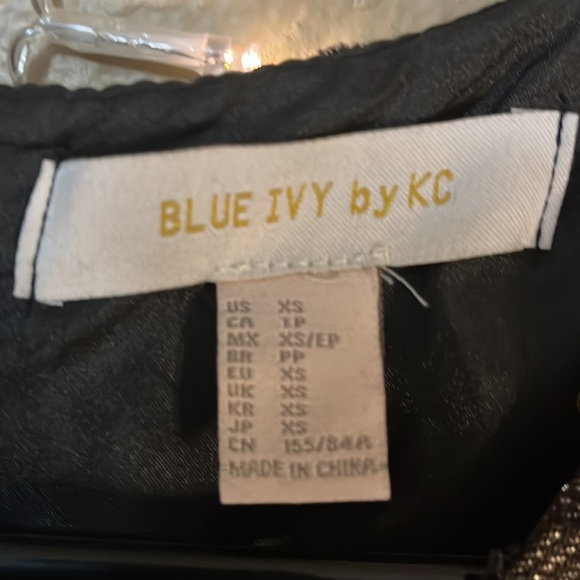 BLUE IVY by KC
US XS
CA TP
MX XS/EP
BR PP
EU XS
UK XS
KR XS
JP XS
CN 155/84A
MADE IN CHINA